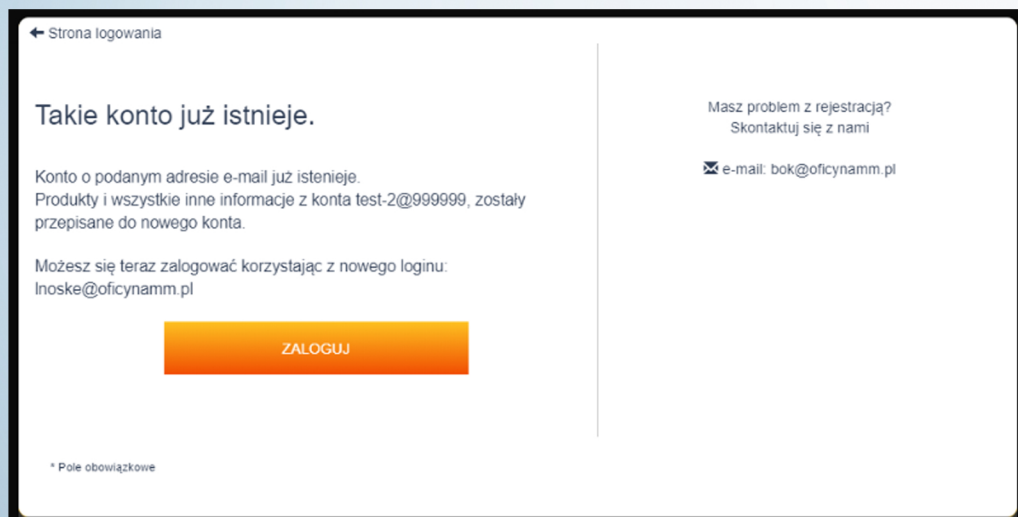 Strona logowania
Takie konto już istnieje.
Konto o podanym adresie e-mail już istenieje.
Produkty i wszystkie inne informacje z konta test-2@999999, zostały
przepisane do nowego konta.
Możesz się teraz zalogować korzystając z nowego loginu:
lnoske@oficynamm.pl
ZALOGUJ
* Pole obowiązkowe
Masz problem z rejestracją?
Skontaktuj się z nami
e-mail: bok@oficynamm.pl